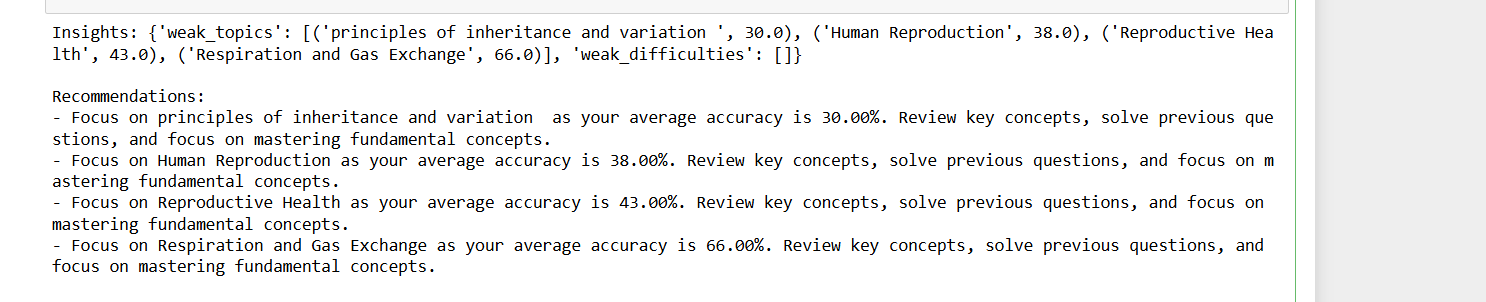 Insights: {'weak_topics': [('principles of inheritance and variation ', 30.0), ('Human Reproduction', 38.0), ('Reproductive Hea
lth', 43.0), ('Respiration and Gas Exchange', 66.0)], 'weak_difficulties': []}

Recommendations:
- Focus on principles of inheritance and variation  as your average accuracy is 30.00%. Review key concepts, solve previous que
stions, and focus on mastering fundamental concepts.
- Focus on Human Reproduction as your average accuracy is 38.00%. Review key concepts, solve previous questions, and focus on m
astering fundamental concepts.
- Focus on Reproductive Health as your average accuracy is 43.00%. Review key concepts, solve previous questions, and focus on
mastering fundamental concepts.
- Focus on Respiration and Gas Exchange as your average accuracy is 66.00%. Review key concepts, solve previous questions, and
focus on mastering fundamental concepts.